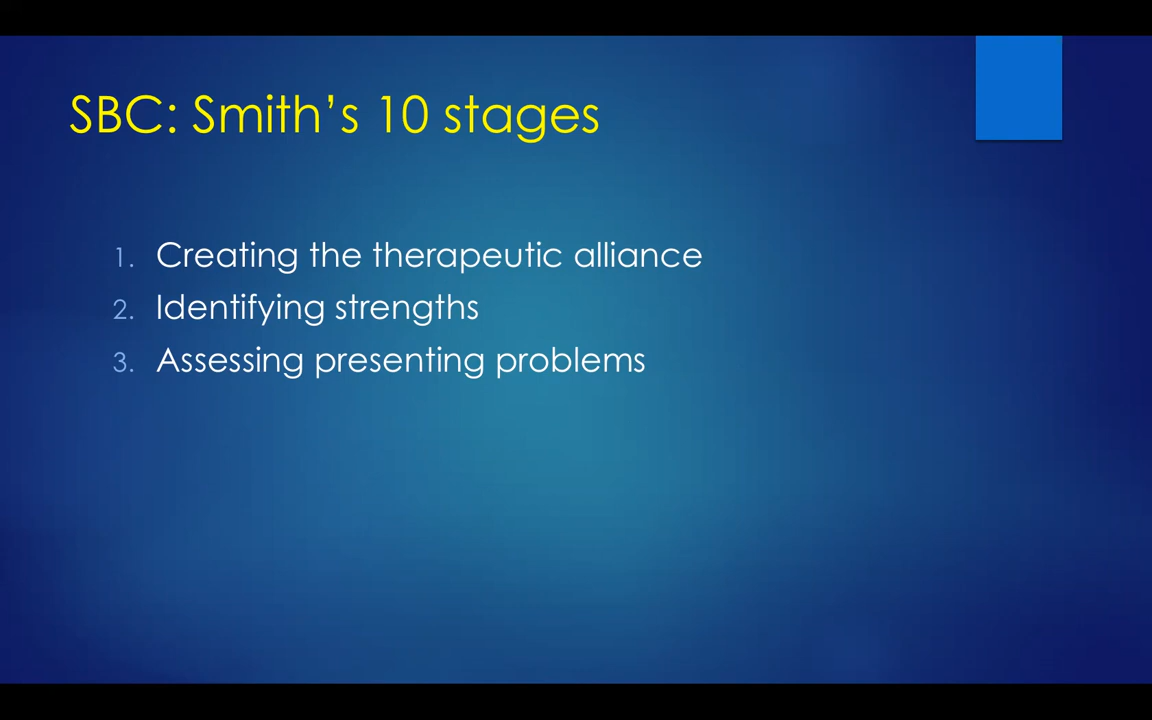 SBC: Smith’s 10 stages
1. Creating the therapeutic alliance
2. Identifying strengths
3. Assessing presenting problems